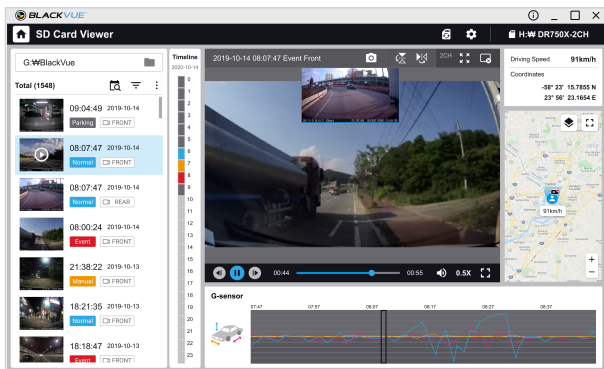 BLACKVUE
SD Card Viewer
H:₩ DR750X-2CH
G:₩BlackVue
Total (1548)
09:04:49 2019-10-14
Parking FRONT
08:07:47 2019-10-14
Normal FRONT
08:07:47 2019-10-14
Normal REAR
08:00:24 2019-10-14
Event FRONT
21:38:22 2019-10-13
Manual FRONT
18:21:35 2019-10-13
Normal FRONT
18:18:47 2019-10-13
Event FRONT
Timeline
2020-10-14
0
1
2
3
4
5
6
7
8
9
10
11
12
13
14
15
16
17
18
19
20
21
22
23
2019-10-14 08:07:47 Event Front
2CH
00:44
00:55
0.5X
Driving Speed 91km/h
Coordinates
-58° 23' 15.7855 N
23° 56' 23.1654 E
91km/h
+
−
G-sensor
07:47 07:57 08:07 08:17 08:27 08:37